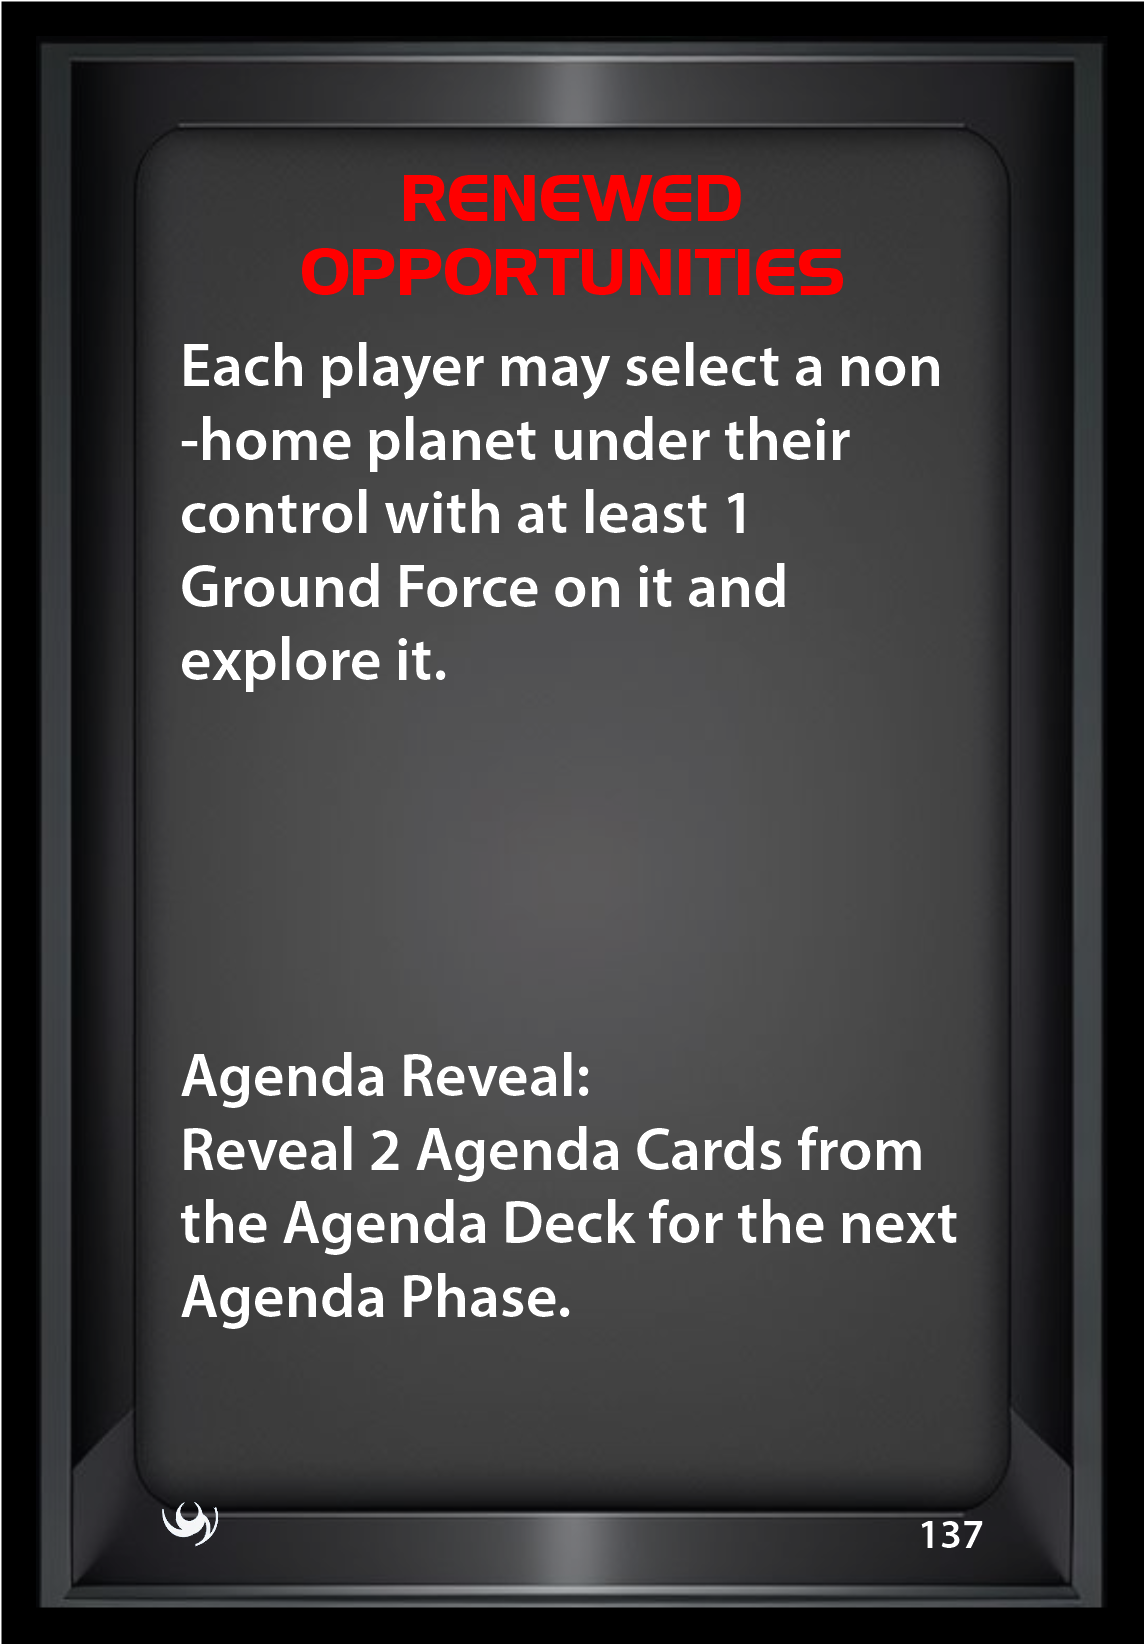 RENEWED
OPPORTUNITIES
Each player may select a non
-home planet under their
control with at least 1
Ground Force on it and
explore it.
Agenda Reveal:
Reveal 2 Agenda Cards from
the Agenda Deck for the next
Agenda Phase.
137